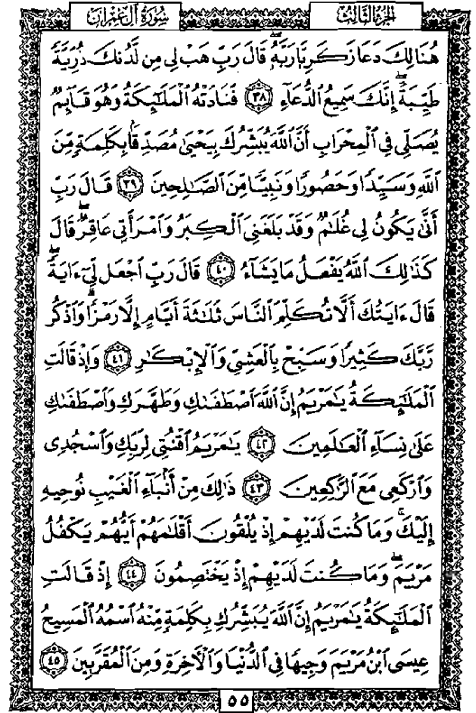 الجزء الثالث
سورة آل عمران
هُنَالِكَ دَعَا زَكَرِيَّا رَبَّهُۥ ۖ قَالَ رَبِّ هَبْ لِى مِن لَّدُنكَ ذُرِّيَّةً
طَيِّبَةً ۖ إِنَّكَ سَمِيعُ ٱلدُّعَآءِ ﴿٣٨﴾ فَنَادَتْهُ ٱلْمَلَٰٓئِكَةُ وَهُوَ قَآئِمٌ
يُصَلِّى فِى ٱلْمِحْرَابِ أَنَّ ٱللَّهَ يُبَشِّرُكَ بِيَحْيَىٰ مُصَدِّقًۢا بِكَلِمَةٍ مِّنَ
ٱللَّهِ وَسَيِّدًا وَحَصُورًا وَنَبِيًّا مِّنَ ٱلصَّٰلِحِينَ ﴿٣٩﴾ قَالَ رَبِّ
أَنَّىٰ يَكُونُ لِى غُلَٰمٌ وَقَدْ بَلَغَنِىَ ٱلْكِبَرُ وَٱمْرَأَتِى عَاقِرٌ ۖ قَالَ
كَذَٰلِكَ ٱللَّهُ يَفْعَلُ مَا يَشَآءُ ﴿٤٠﴾ قَالَ رَبِّ ٱجْعَل لِّىٓ ءَايَةً ۖ
قَالَ ءَايَتُكَ أَلَّا تُكَلِّمَ ٱلنَّاسَ ثَلَٰثَةَ أَيَّامٍ إِلَّا رَمْزًا ۗ وَٱذْكُر
رَّبَّكَ كَثِيرًا وَسَبِّحْ بِٱلْعَشِىِّ وَٱلْإِبْكَٰرِ ﴿٤١﴾ وَإِذْ قَالَتِ
ٱلْمَلَٰٓئِكَةُ يَٰمَرْيَمُ إِنَّ ٱللَّهَ ٱصْطَفَىٰكِ وَطَهَّرَكِ وَٱصْطَفَىٰكِ
عَلَىٰ نِسَآءِ ٱلْعَٰلَمِينَ ﴿٤٢﴾ يَٰمَرْيَمُ ٱقْنُتِى لِرَبِّكِ وَٱسْجُدِى
وَٱرْكَعِى مَعَ ٱلرَّٰكِعِينَ ﴿٤٣﴾ ذَٰلِكَ مِنْ أَنۢبَآءِ ٱلْغَيْبِ نُوحِيهِ
إِلَيْكَ ۚ وَمَا كُنتَ لَدَيْهِمْ إِذْ يُلْقُونَ أَقْلَٰمَهُمْ أَيُّهُمْ يَكْفُلُ
مَرْيَمَ وَمَا كُنتَ لَدَيْهِمْ إِذْ يَخْتَصِمُونَ ﴿٤٤﴾ إِذْ قَالَتِ
ٱلْمَلَٰٓئِكَةُ يَٰمَرْيَمُ إِنَّ ٱللَّهَ يُبَشِّرُكِ بِكَلِمَةٍ مِّنْهُ ٱسْمُهُ ٱلْمَسِيحُ
عِيسَى ٱبْنُ مَرْيَمَ وَجِيهًا فِى ٱلدُّنْيَا وَٱلْءَاخِرَةِ وَمِنَ ٱلْمُقَرَّبِينَ ﴿٤٥﴾
٥٥